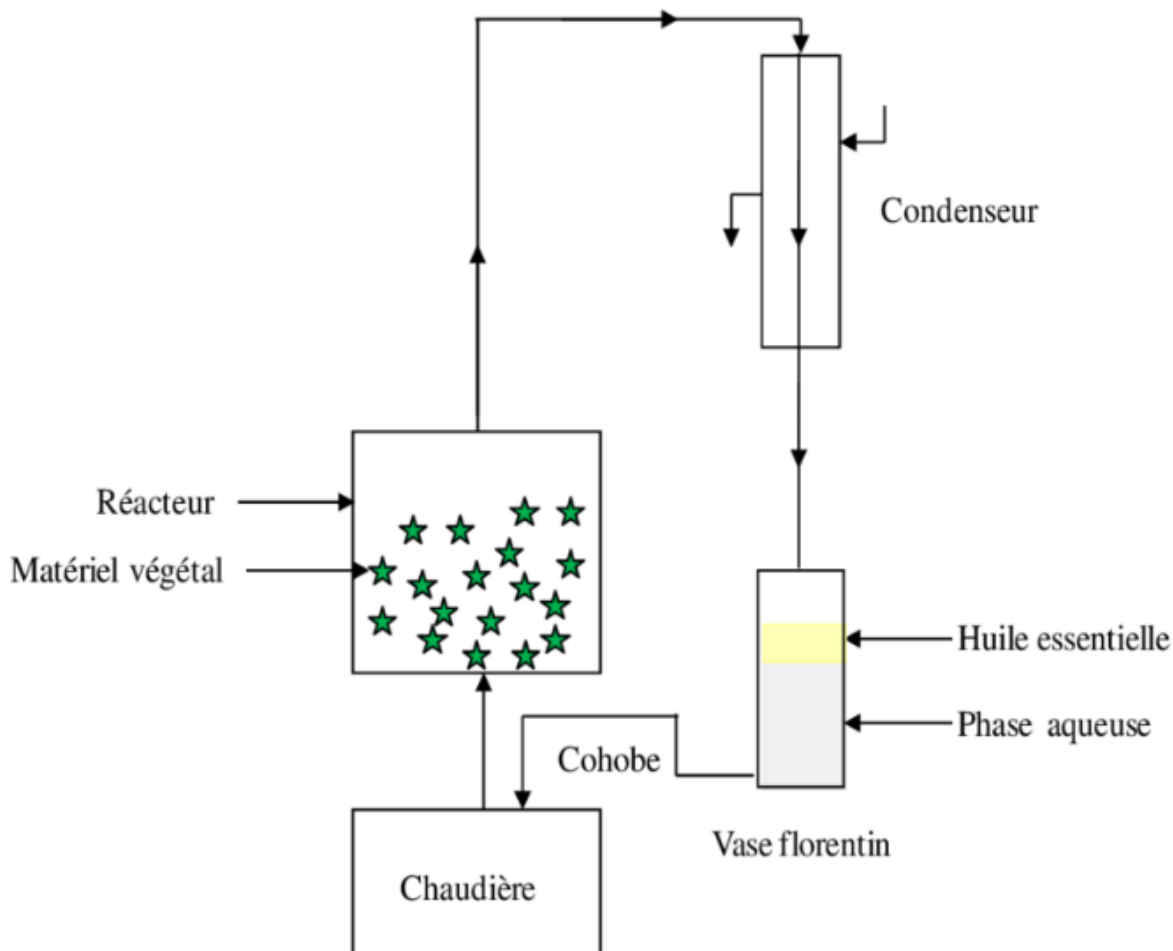 Condenseur
Réacteur
Matériel végétal
Huile essentielle
Phase aqueuse
Cohobe
Vase florentin
Chaudière